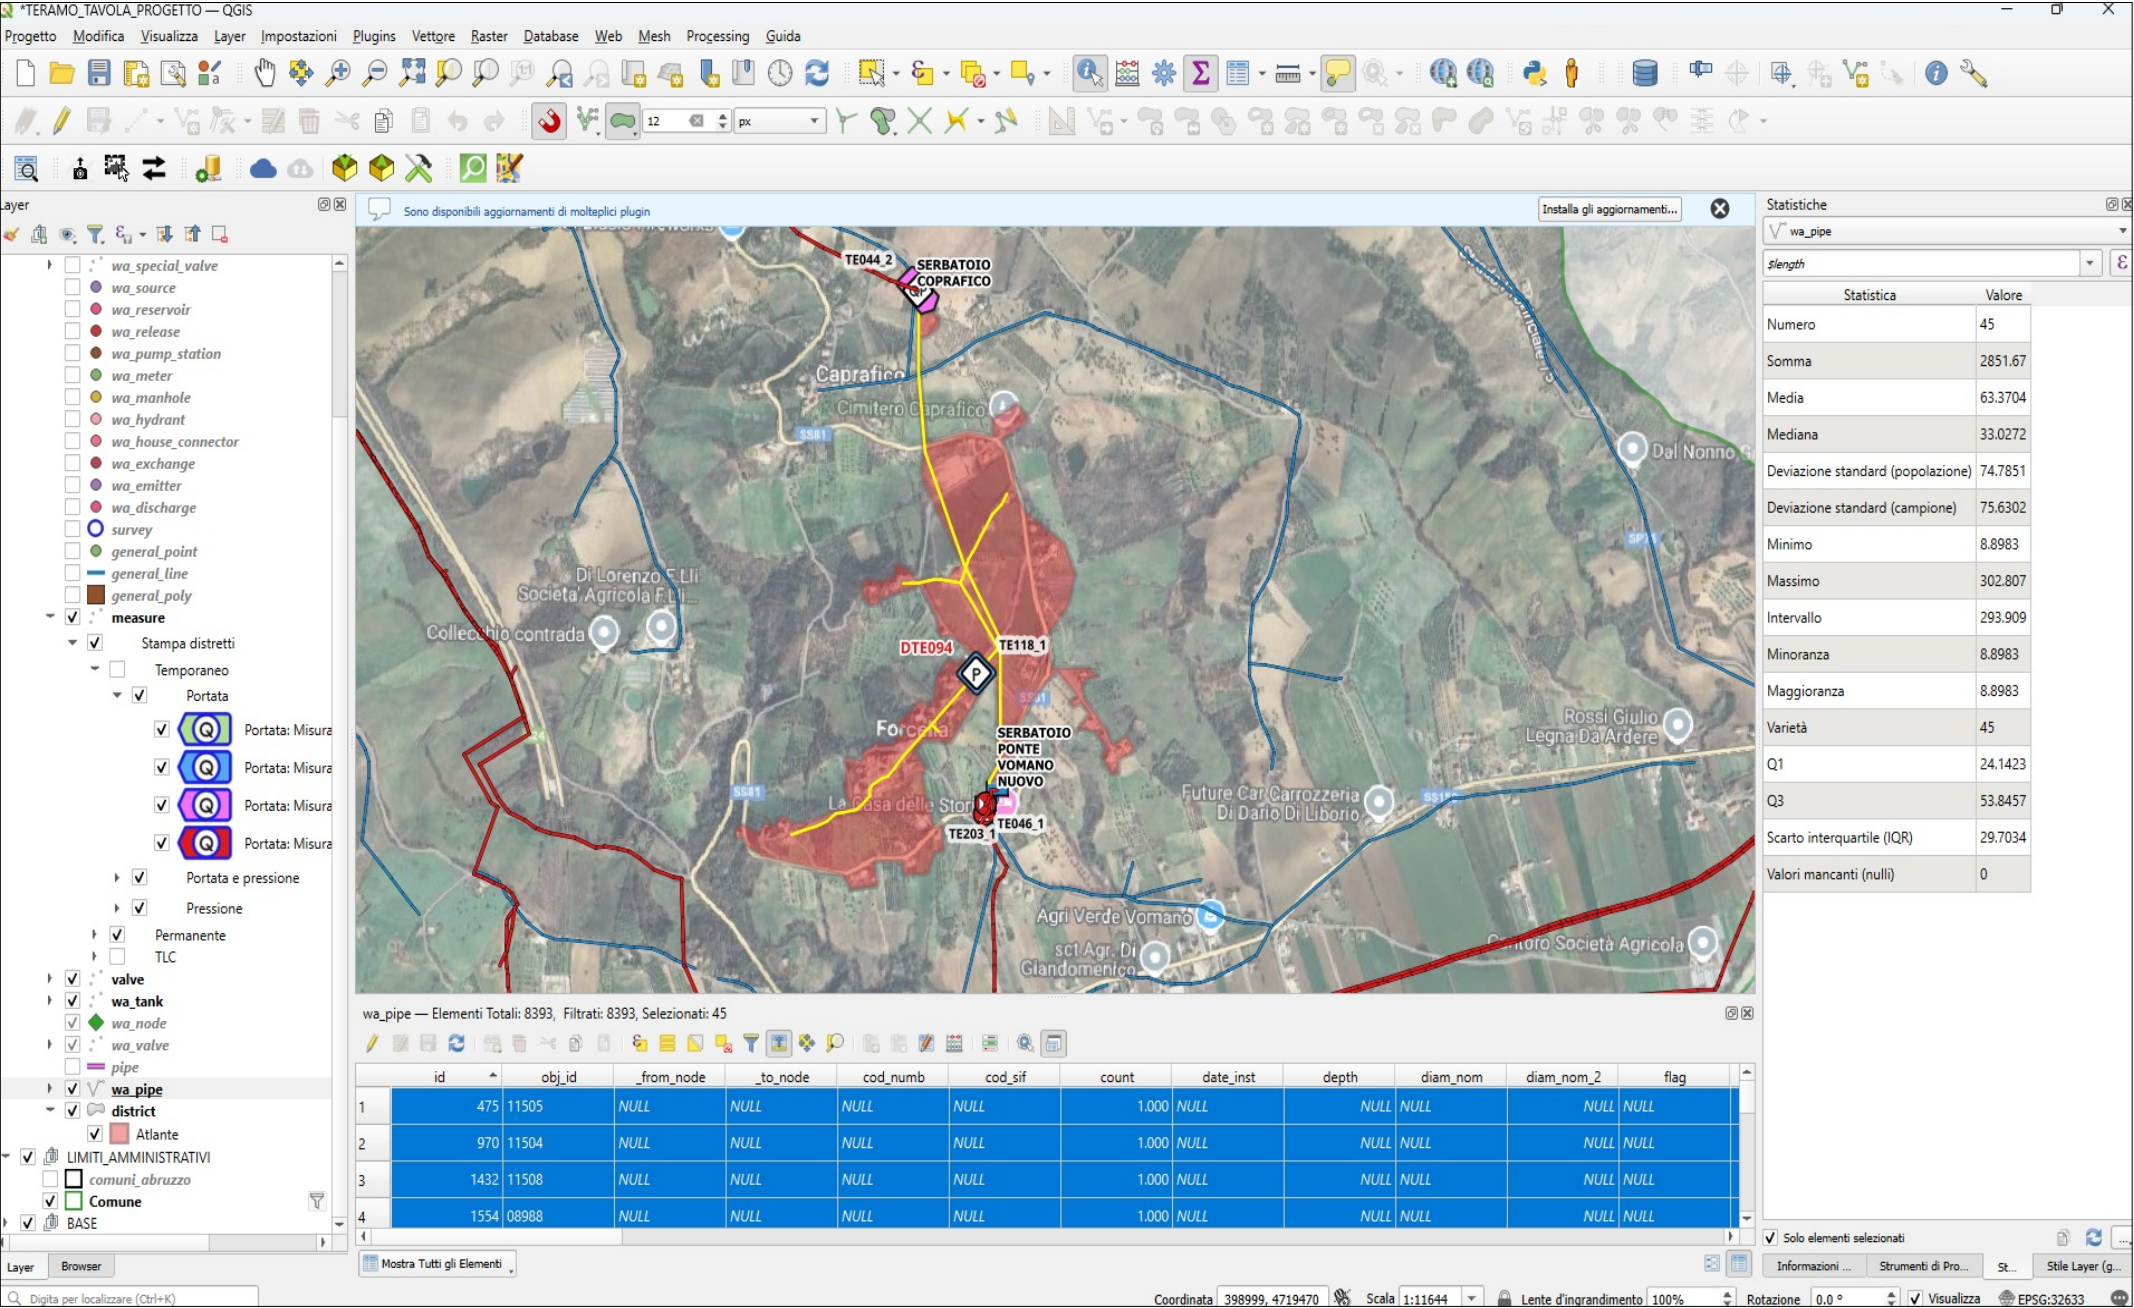 *TERAMO_TAVOLA_PROGETTO — QGIS
Progetto Modifica Visualizza Layer Impostazioni Plugins Vettore Raster Database Web Mesh Processing Guida
12 px
Layer
Sono disponibili aggiornamenti di molteplici plugin
Installa gli aggiornamenti...
wa_special_valve
wa_source
wa_reservoir
wa_release
wa_pump_station
wa_meter
wa_manhole
wa_hydrant
wa_house_connector
wa_exchange
wa_emitter
wa_discharge
survey
general_point
general_line
general_poly
measure
Stampa distretti
Temporaneo
Portata
Q Portata: Misura
Q Portata: Misura
Q Portata: Misura
Q Portata: Misura
Portata e pressione
Pressione
Permanente
TLC
valve
wa_tank
wa_node
wa_valve
pipe
wa_pipe
district
Atlante
LIMITI_AMMINISTRATIVI
comuni_abruzzo
Comune
BASE
Layer Browser
Digita per localizzare (Ctrl+K)
TE044_2
SERBATOIO
COPRAFICO
Caprafico
Cimitero Caprafico
SS81
Dal Nonno
Di Lorenzo F.Lli
Societa' Agricola F.Lli...
Collecchio contrada
DTE094
TE118_1
P
SS81
Forcella
SERBATOIO
PONTE
VOMANO
NUOVO
24
SS81
La Casa delle Stor
TE046_1
TE203_1
Rossi Giulio
Legna Da Ardere
Future Car Carrozzeria
Di Dario Di Liborio
Agri Verde Vomano
sct Agr. Di
Giandomenico
Cantoro Società Agricola
wa_pipe — Elementi Totali: 8393, Filtrati: 8393, Selezionati: 45
id obj_id _from_node _to_node cod_numb cod_sif count date_inst depth diam_nom diam_nom_2 flag
1 475 11505 NULL NULL NULL NULL 1.000 NULL NULL NULL NULL NULL
2 970 11504 NULL NULL NULL NULL 1.000 NULL NULL NULL NULL NULL
3 1432 11508 NULL NULL NULL NULL 1.000 NULL NULL NULL NULL NULL
4 1554 08988 NULL NULL NULL NULL 1.000 NULL NULL NULL NULL NULL
Mostra Tutti gli Elementi
Statistiche
wa_pipe
$length
ε
Statistica Valore
Numero 45
Somma 2851.67
Media 63.3704
Mediana 33.0272
Deviazione standard (popolazione) 74.7851
Deviazione standard (campione) 75.6302
Minimo 8.8983
Massimo 302.807
Intervallo 293.909
Minoranza 8.8983
Maggioranza 8.8983
Varietà 45
Q1 24.1423
Q3 53.8457
Scarto interquartile (IQR) 29.7034
Valori mancanti (nulli) 0
Solo elementi selezionati
Informazioni ... Strumenti di Pro... St... Stile Layer (g...
Coordinata 398999, 4719470 Scala 1:11644 Lente d'ingrandimento 100% Rotazione 0.0 ° Visualizza EPSG:32633